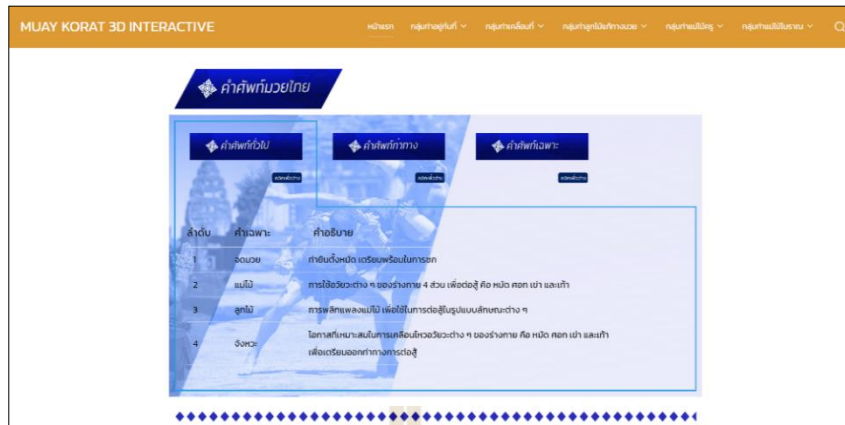 MUAY KORAT 3D INTERACTIVE
หน้าแรก กลุ่มท่าอยู่กับที่ กลุ่มท่าเคลื่อนที่ กลุ่มท่าลูกไม้แก้ทางมวย กลุ่มท่าแม่ไม้ครู กลุ่มท่าแม่ไม้โบราณ
คำศัพท์มวยไทย
คำศัพท์ทั่วไป คำศัพท์ท่าทาง คำศัพท์เฉพาะ
ลำดับ คำเฉพาะ คำอธิบาย
1 จดมวย ท่ายืนตั้งหมัด เตรียมพร้อมในการชก
2 แม่ไม้ การใช้อวัยวะต่าง ๆ ของร่างกาย 4 ส่วน เพื่อต่อสู้ คือ หมัด ศอก เข่า และเท้า
3 ลูกไม้ การพลิกแพลงแม่ไม้ เพื่อใช้ในการต่อสู้ในรูปแบบลักษณะต่าง ๆ
4 จังหวะ โอกาสที่เหมาะสมในการเคลื่อนไหวอวัยวะต่าง ๆ ของร่างกาย คือ หมัด ศอก เข่า และเท้า
เพื่อเตรียมออกท่าทางการต่อสู้